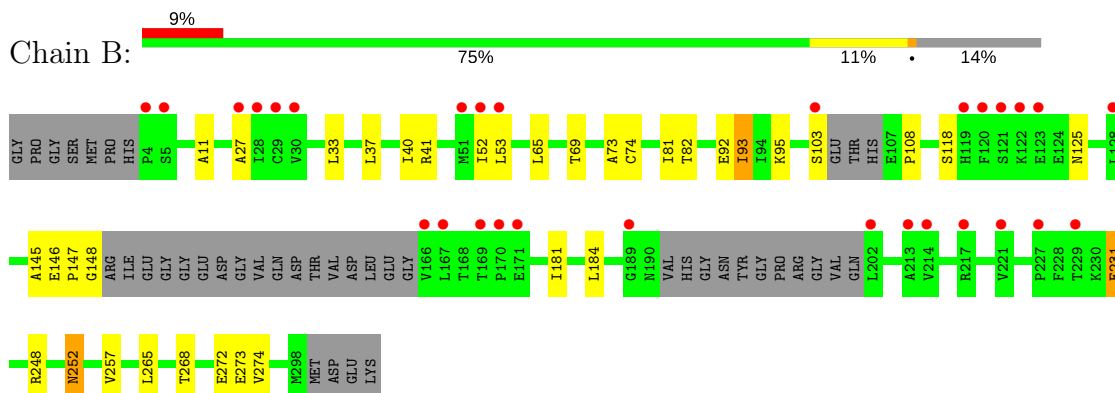 9%
Chain B:
75% 11% • 14%
GLY PRO GLY SER MET PRO HIS P4 S5 A11 A27 I28 C29 V30 L33 L37 I40 R41 M51 I52 L53 L65 T69 A73 C74 I81 T82 E92 I93 I94 K95 S103 GLU THR HIS E107 P108 S118 H119 F120 S121 K122 E123 E124 N125 L128
A145 E146 P147 G148 ARG ILE GLU GLY GLY GLU ASP GLY VAL GLN ASP THR VAL ASP LEU GLU GLY V166 L167 T168 T169 P170 E171 I181 L184 G189 N190 VAL HIS GLY ASN TYR GLY PRO ARG GLY VAL GLN L202 A213 V214 R217 V221 P227 F228 T229 K230 E231
R248 N252 V257 L265 T268 E272 E273 V274 M298 MET ASP GLU LYS